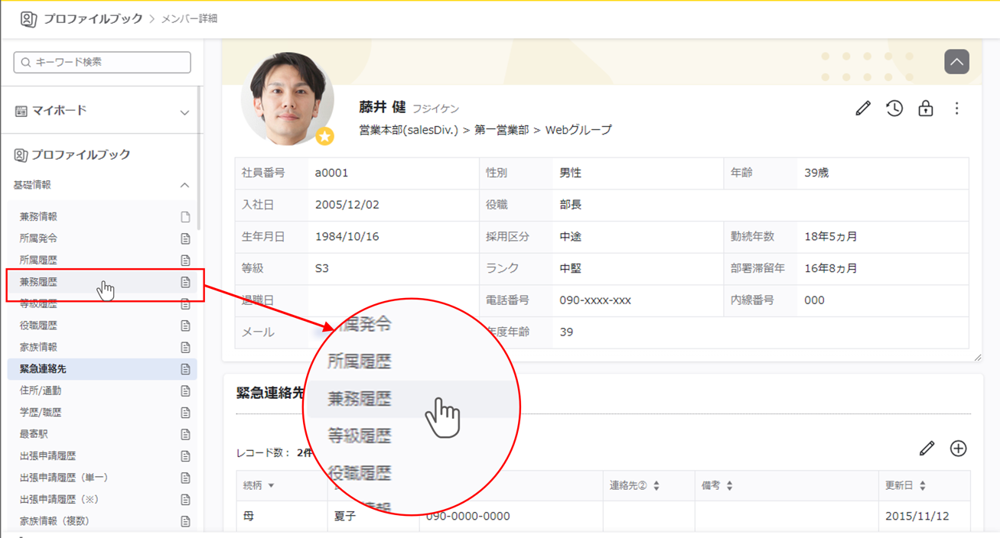 プロファイルブック > メンバー詳細
キーワード検索
マイボード
プロファイルブック
基礎情報
兼務情報
所属発令
所属履歴
兼務履歴
等級履歴
役職履歴
家族情報
緊急連絡先
住所/通勤
学歴/職歴
最寄駅
出張申請履歴
出張申請履歴（単一）
出張申請履歴（※）
家族情報（複数）
藤井 健 フジイケン
営業本部(salesDiv.) > 第一営業部 > Webグループ
社員番号 a0001 性別 男性 年齢 39歳
入社日 2005/12/02 役職 部長
生年月日 1984/10/16 採用区分 中途 勤続年数 18年5ヵ月
等級 S3 ランク 中堅 部署滞留年 16年8ヵ月
退職日 電話番号 090-xxxx-xxx 内線番号 000
メール 年度年齢 39
所属発令
所属履歴
兼務履歴
等級履歴
役職履歴
緊急連絡先
レコード数： 2件
続柄 連絡先② 備考 更新日
母 夏子 090-0000-0000 2015/11/12